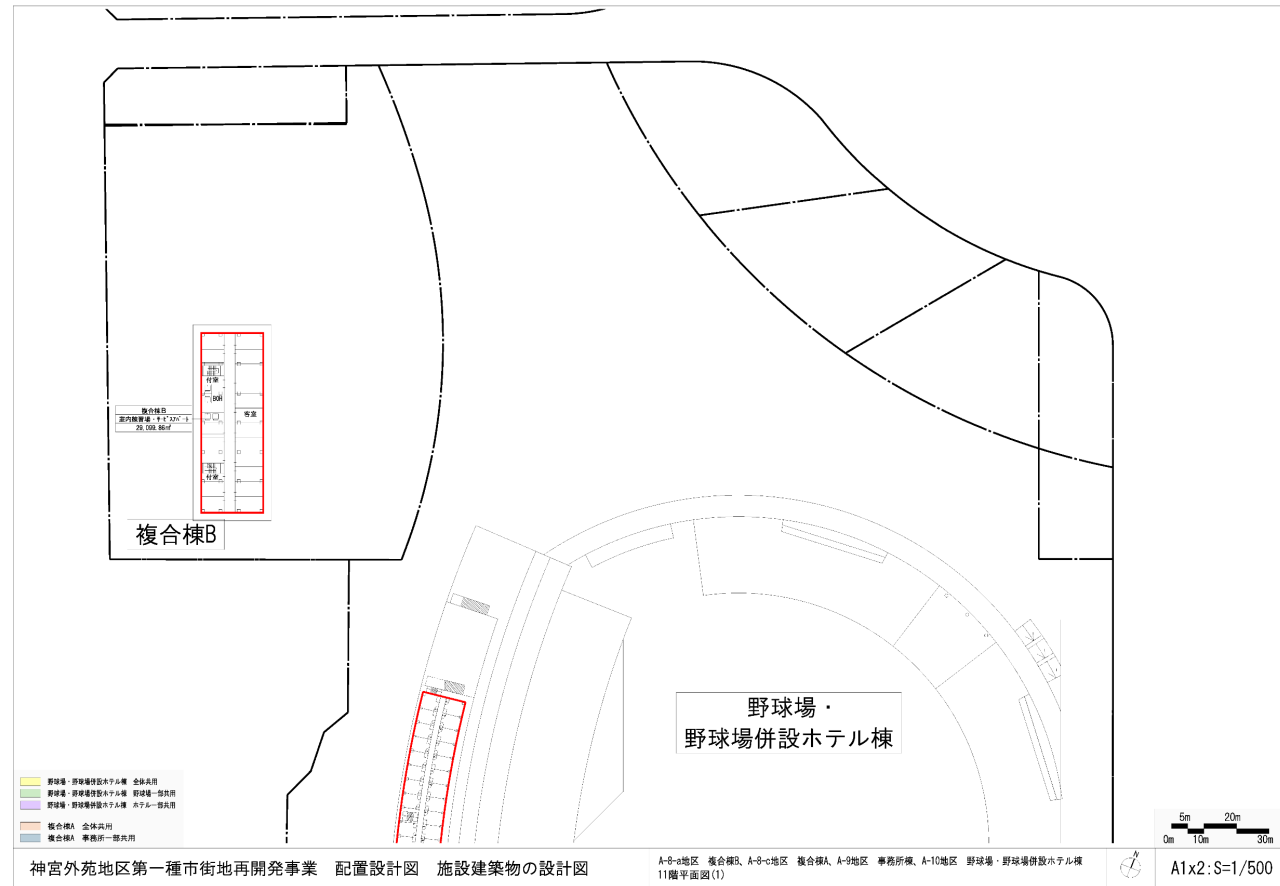 付室
BOH
客室
複合棟B
室内練習場・サービスアパート
29,099.86㎡
付室
複合棟B
野球場・
野球場併設ホテル棟
野球場・野球場併設ホテル棟 全体共用
野球場・野球場併設ホテル棟 野球場一部共用
野球場・野球場併設ホテル棟 ホテル一部共用
複合棟A 全体共用
複合棟A 事務所一部共用
5m 20m
0m 10m 30m
神宮外苑地区第一種市街地再開発事業 配置設計図 施設建築物の設計図
A-8-a地区 複合棟B、A-8-c地区 複合棟A、A-9地区 事務所棟、A-10地区 野球場・野球場併設ホテル棟
11階平面図(1)
A1x2:S=1/500